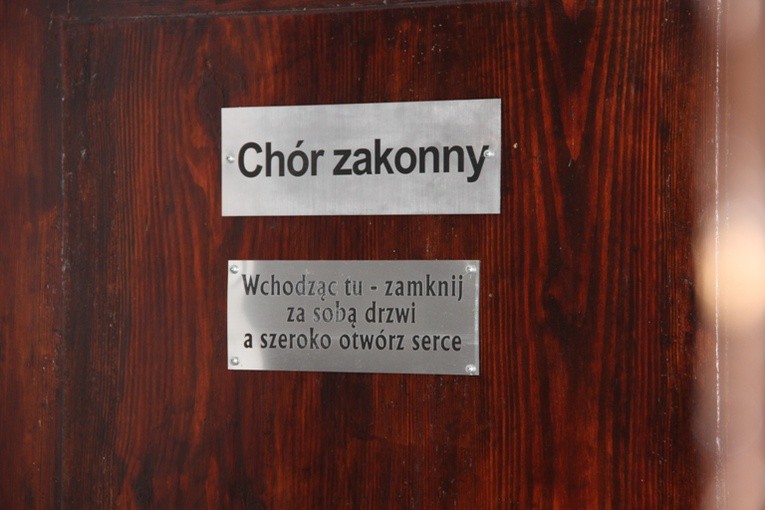 Chór zakonny
Wchodząc tu - zamknij
za sobą drzwi
a szeroko otwórz serce